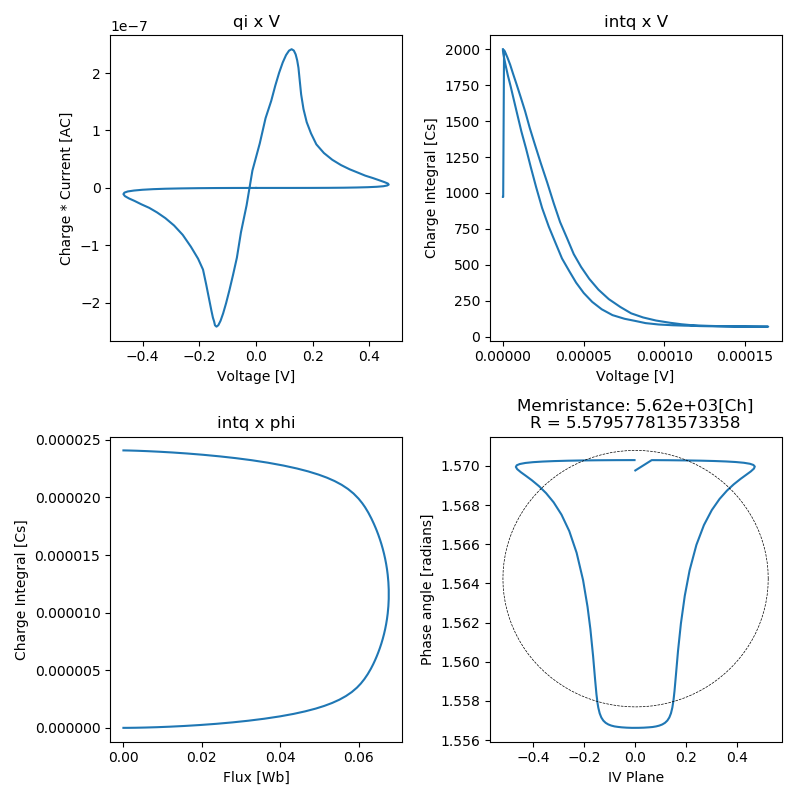 qi x V
1e−7
2
1
0
−1
−2
Charge * Current [AC]
−0.4 −0.2 0.0 0.2 0.4
Voltage [V]
intq x V
2000
1750
1500
1250
1000
750
500
250
0
Charge Integral [Cs]
0.00000 0.00005 0.00010 0.00015
Voltage [V]
intq x phi
0.000025
0.000020
0.000015
0.000010
0.000005
0.000000
Charge Integral [Cs]
0.00 0.02 0.04 0.06
Flux [Wb]
Memristance: 5.62e+03[Ch]
R = 5.579577813573358
1.570
1.568
1.566
1.564
1.562
1.560
1.558
1.556
Phase angle [radians]
−0.4 −0.2 0.0 0.2 0.4
IV Plane